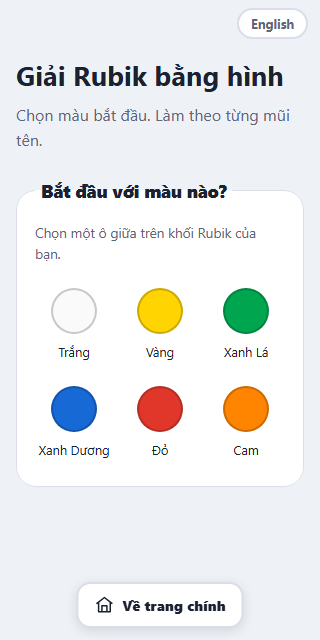 English
Giải Rubik bằng hình
Chọn màu bắt đầu. Làm theo từng mũi
tên.
Bắt đầu với màu nào?
Chọn một ô giữa trên khối Rubik của
bạn.
Trắng
Vàng
Xanh Lá
Xanh Dương
Đỏ
Cam
Về trang chính